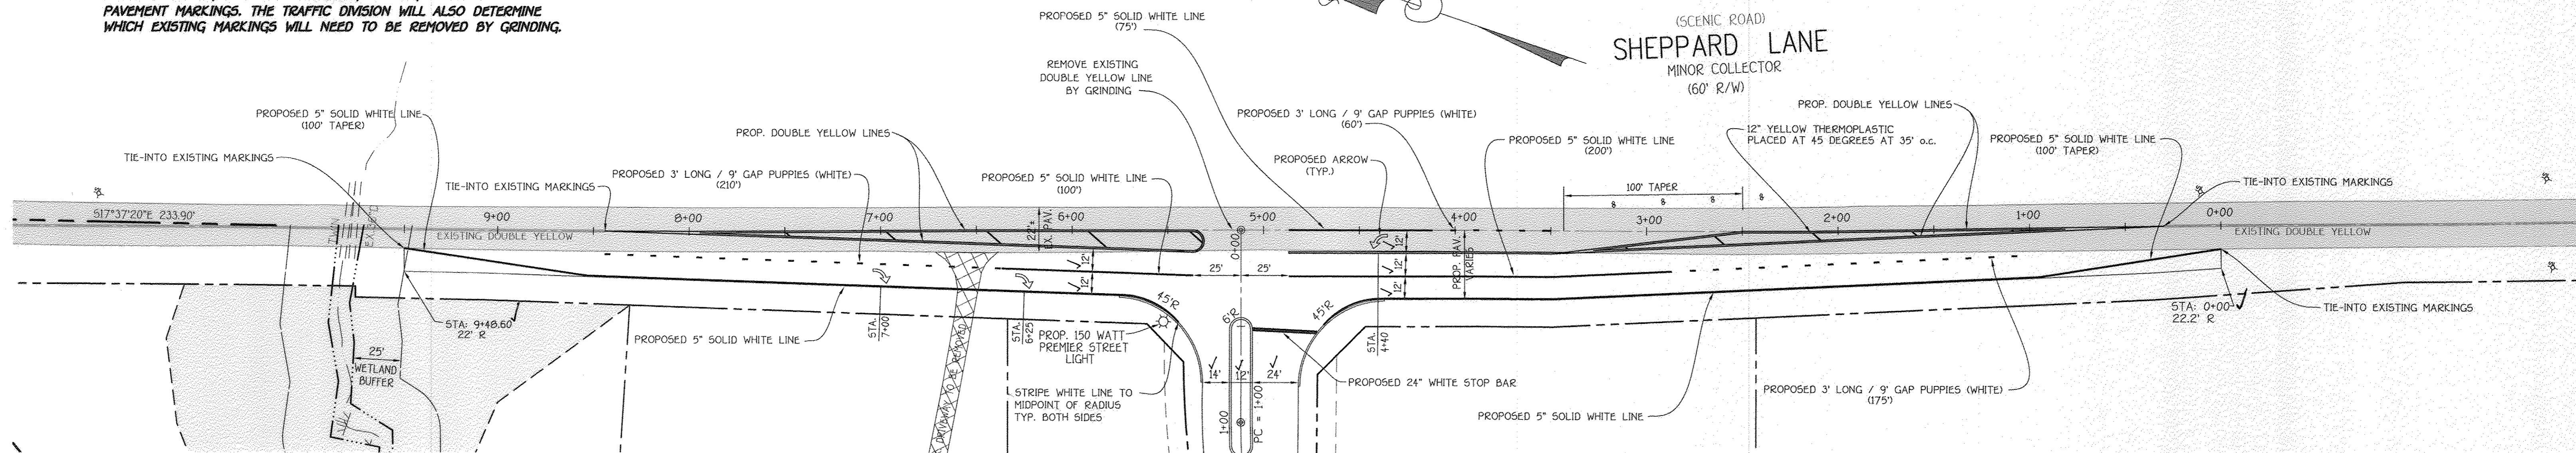 PAVEMENT MARKINGS. THE TRAFFIC DIVISION WILL ALSO DETERMINE
WHICH EXISTING MARKINGS WILL NEED TO BE REMOVED BY GRINDING.
PROPOSED 5" SOLID WHITE LINE
(75')
(SCENIC ROAD)
SHEPPARD LANE
MINOR COLLECTOR
(60' R/W)
REMOVE EXISTING
DOUBLE YELLOW LINE
BY GRINDING
PROPOSED 5" SOLID WHITE LINE
(100' TAPER)
PROP. DOUBLE YELLOW LINES
PROPOSED 3' LONG / 9' GAP PUPPIES (WHITE)
(60')
PROP. DOUBLE YELLOW LINES
12" YELLOW THERMOPLASTIC
PLACED AT 45 DEGREES AT 35' o.c.
PROPOSED 5" SOLID WHITE LINE
(200')
PROPOSED 5" SOLID WHITE LINE
(100' TAPER)
TIE-INTO EXISTING MARKINGS
PROPOSED ARROW
(TYP.)
TIE-INTO EXISTING MARKINGS
PROPOSED 3' LONG / 9' GAP PUPPIES (WHITE)
(210')
PROPOSED 5" SOLID WHITE LINE
(100')
100' TAPER
TIE-INTO EXISTING MARKINGS
S17°37'20"E 233.90'
9+00
8+00
7+00
6+00
5+00
4+00
3+00
2+00
1+00
0+00
EXISTING DOUBLE YELLOW
22'±
EX. PAV.
0+00
EXISTING DOUBLE YELLOW
12'
12'
25'
25'
12'
12'
12'
PROP. PAV.
VARIES
STA: 9+48.60
22' R
25'
WETLAND
BUFFER
PROPOSED 5" SOLID WHITE LINE
STA.
7+00
STA.
6+25
DRIVEWAY TO BE REMOVED
PROP. 150 WATT
PREMIER STREET
LIGHT
STRIPE WHITE LINE TO
MIDPOINT OF RADIUS
TYP. BOTH SIDES
45'R
6'R
45'R
14'
12'
24'
1+00
PC = 1+00
STA.
4+40
PROPOSED 24" WHITE STOP BAR
PROPOSED 5" SOLID WHITE LINE
PROPOSED 3' LONG / 9' GAP PUPPIES (WHITE)
(175')
STA: 0+00
22.2' R
TIE-INTO EXISTING MARKINGS